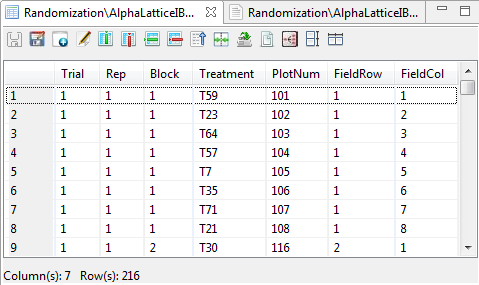 Randomization\AlphaLatticeIB... Randomization\AlphaLatticeIB...
Trial Rep Block Treatment PlotNum FieldRow FieldCol
1 1 1 1 T59 101 1 1
2 1 1 1 T23 102 1 2
3 1 1 1 T64 103 1 3
4 1 1 1 T57 104 1 4
5 1 1 1 T7 105 1 5
6 1 1 1 T35 106 1 6
7 1 1 1 T71 107 1 7
8 1 1 1 T21 108 1 8
9 1 1 2 T30 116 2 1
Column(s): 7 Row(s): 216